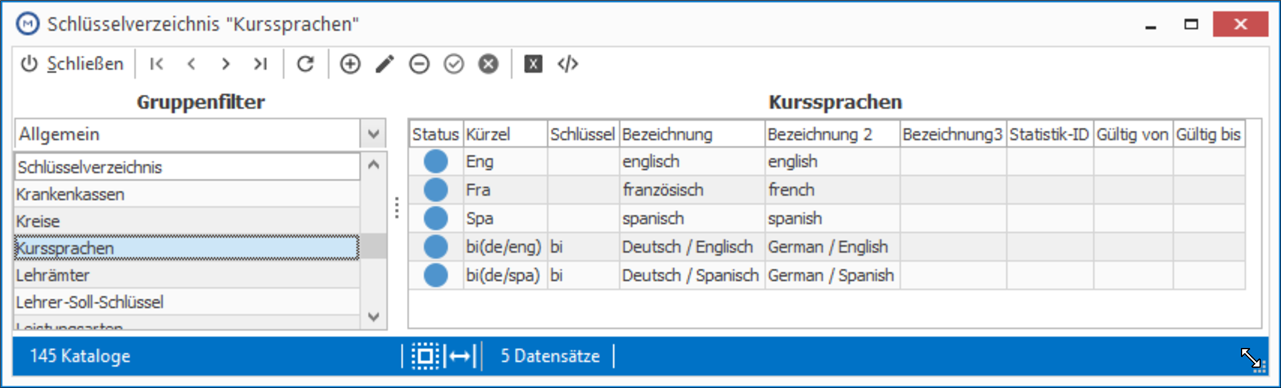 Schlüsselverzeichnis "Kurssprachen"
Schließen
Gruppenfilter
Allgemein
Schlüsselverzeichnis
Krankenkassen
Kreise
Kurssprachen
Lehrämter
Lehrer-Soll-Schlüssel
Leistungsarten
Kurssprachen
Status Kürzel Schlüssel Bezeichnung Bezeichnung 2 Bezeichnung3 Statistik-ID Gültig von Gültig bis
Eng englisch english
Fra französisch french
Spa spanisch spanish
bi(de/eng) bi Deutsch / Englisch German / English
bi(de/spa) bi Deutsch / Spanisch German / Spanish
145 Kataloge
5 Datensätze